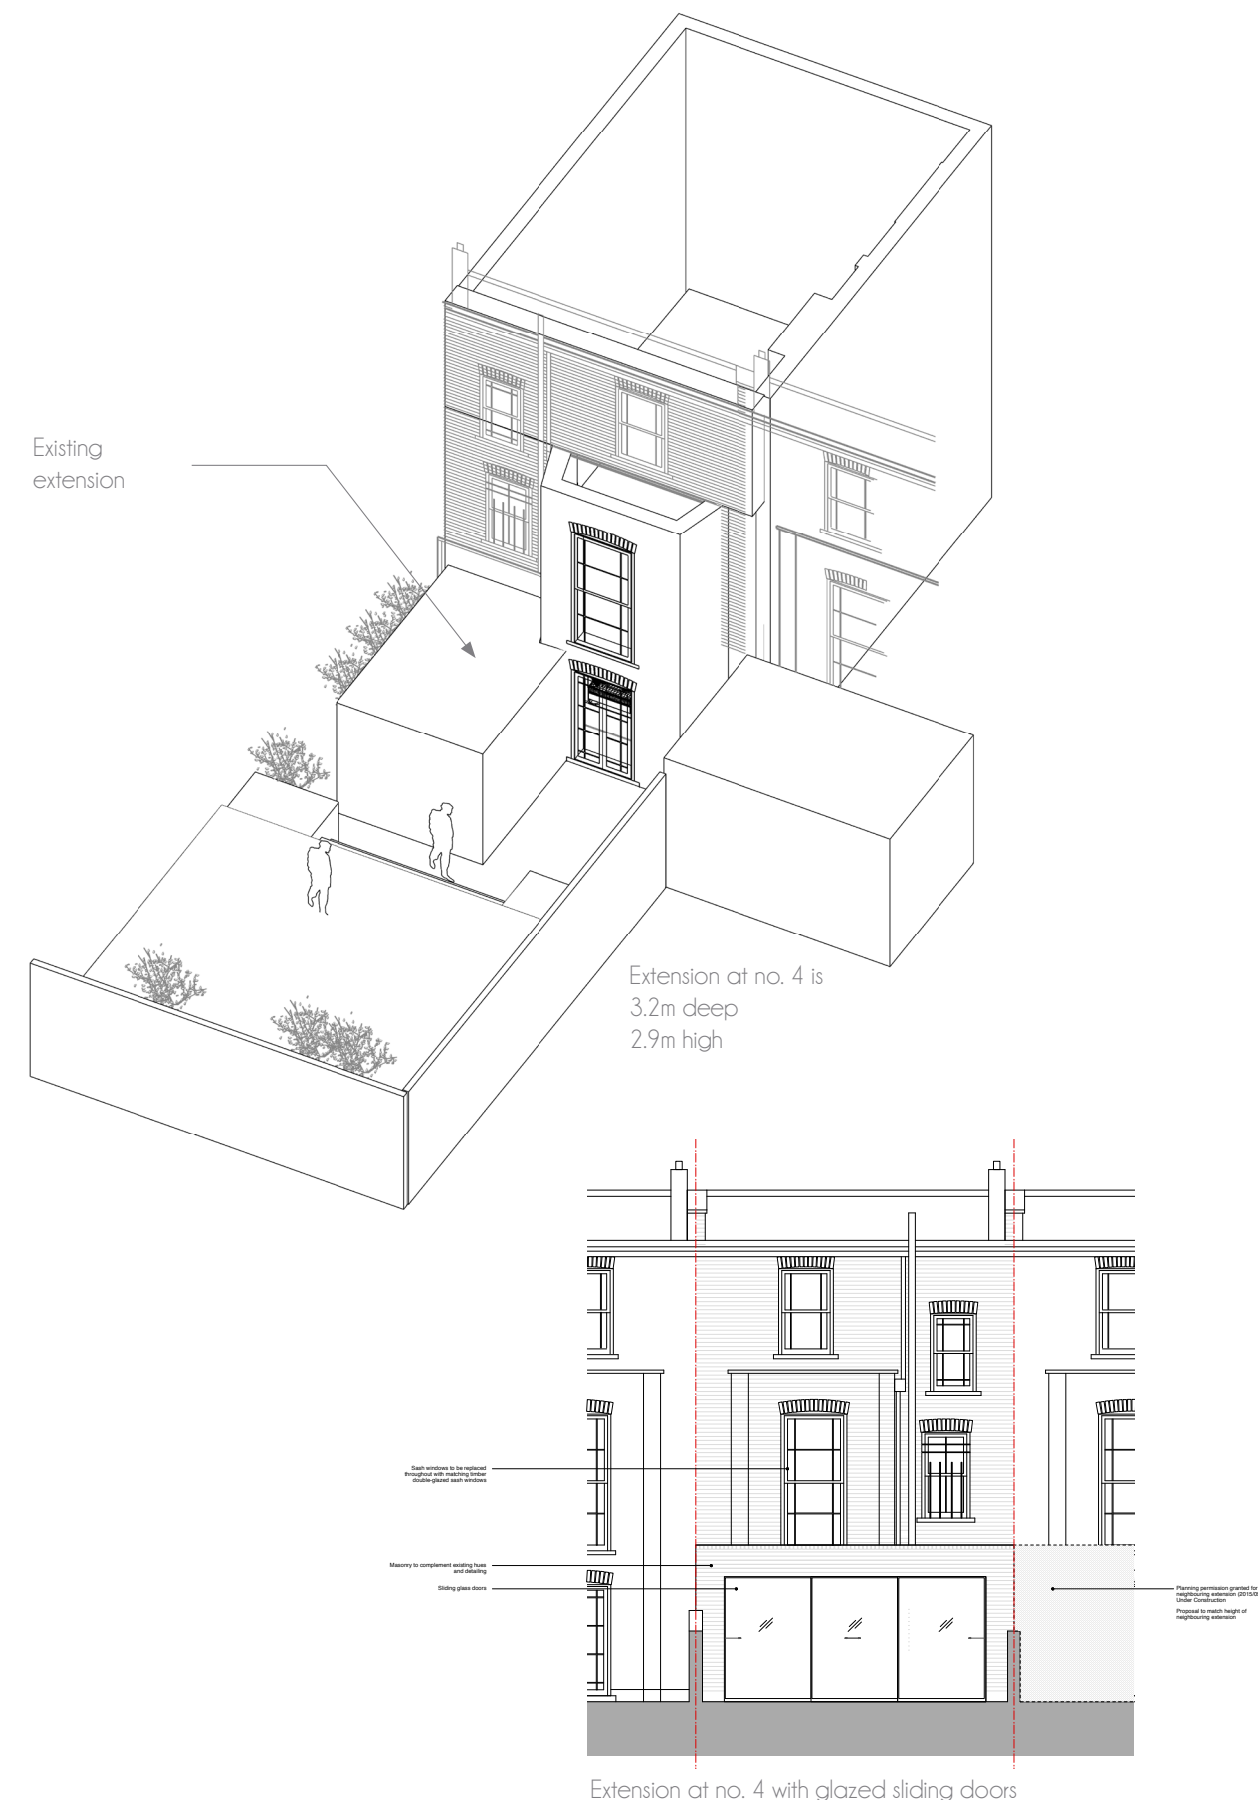 Existing
extension
Extension at no. 4 is
3.2m deep
2.9m high
Sash windows to be replaced
throughout with matching timber
double-glazed sash windows
Masonry to complement existing hues
and detailing
Sliding glass doors
Planning permission granted for
neighbouring extension (2015/0
Under Construction
Proposal to match height of
neighbouring extension
Extension at no. 4 with glazed sliding doors